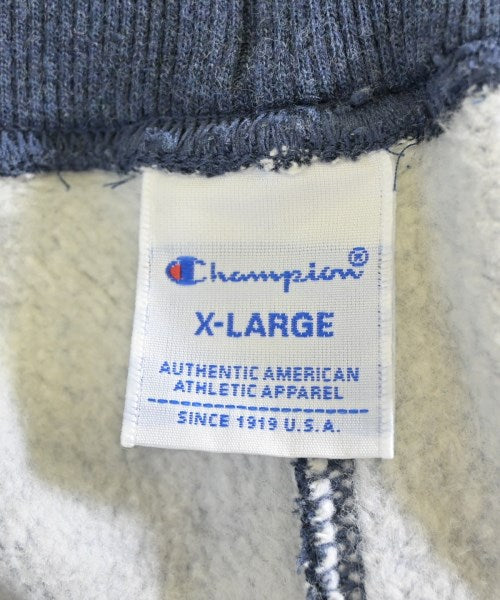 Champion®
X-LARGE
AUTHENTIC AMERICAN
ATHLETIC APPAREL
SINCE 1919 U.S.A.